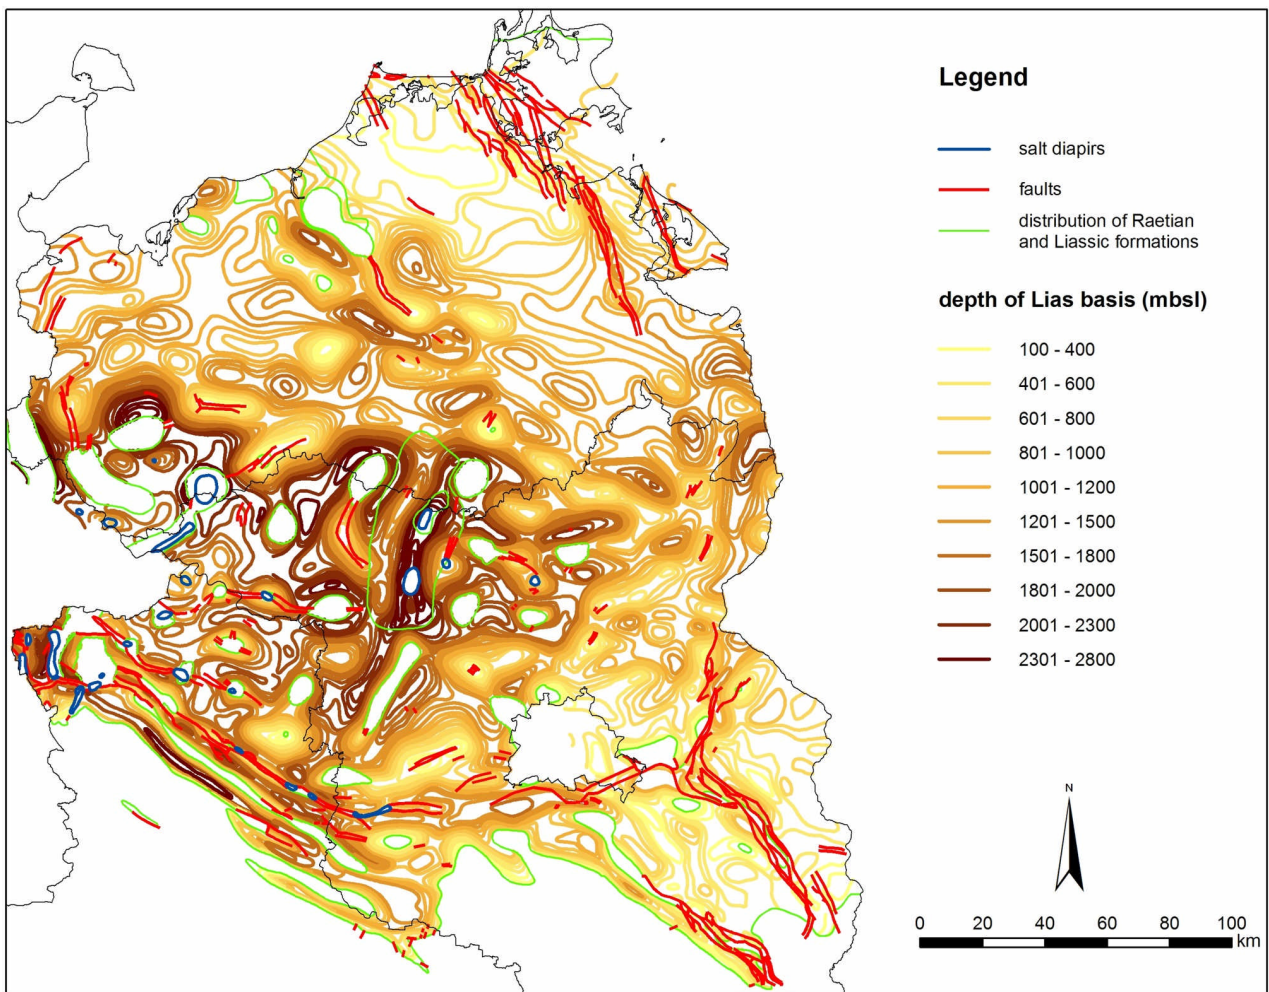 Legend
salt diapirs
faults
distribution of Raetian
and Liassic formations
depth of Lias basis (mbsl)
100 - 400
401 - 600
601 - 800
801 - 1000
1001 - 1200
1201 - 1500
1501 - 1800
1801 - 2000
2001 - 2300
2301 - 2800
N
0 20 40 60 80 100
km